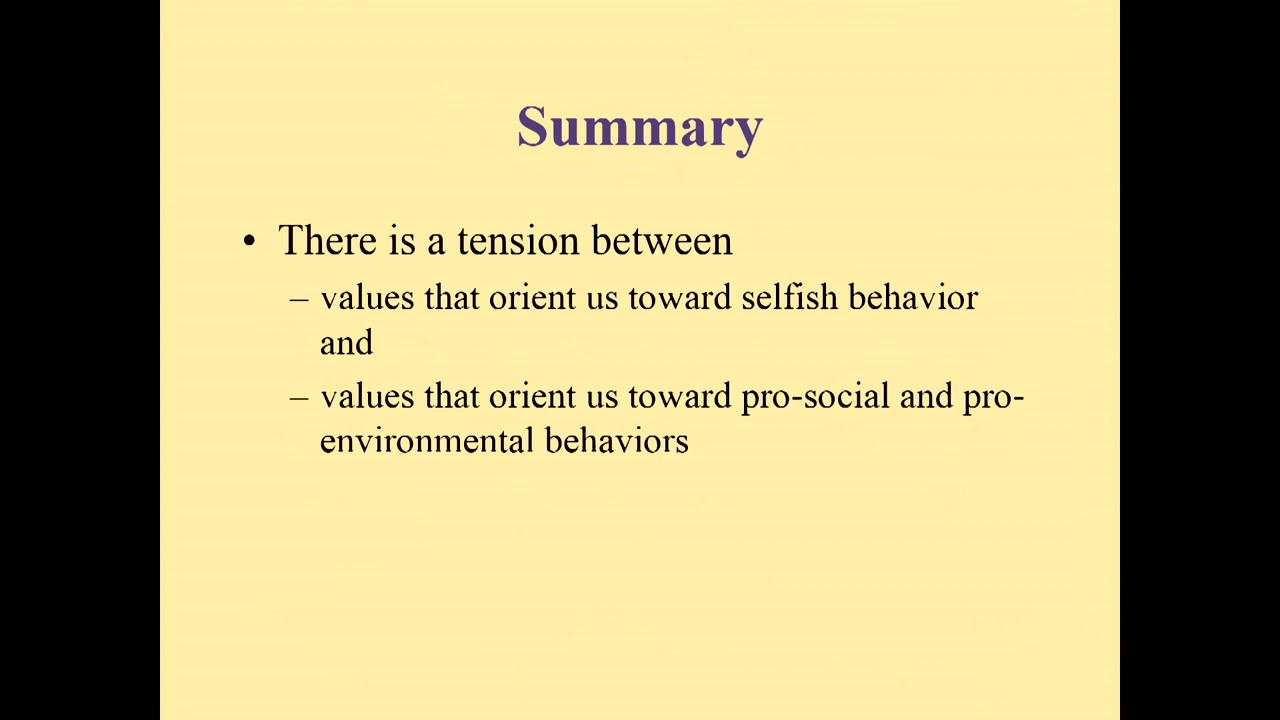 Summary
• There is a tension between
– values that orient us toward selfish behavior
and
– values that orient us toward pro-social and pro-
environmental behaviors